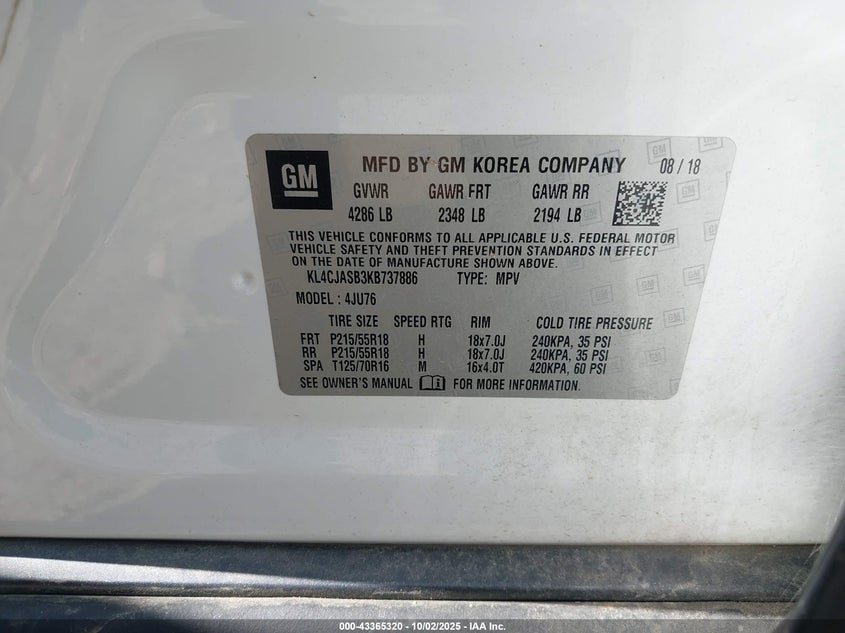 GM MFD BY GM KOREA COMPANY 08 / 18
GVWR GAWR FRT GAWR RR
4286 LB 2348 LB 2194 LB
THIS VEHICLE CONFORMS TO ALL APPLICABLE U.S. FEDERAL MOTOR
VEHICLE SAFETY AND THEFT PREVENTION STANDARDS IN EFFECT
ON THE DATE OF MANUFACTURE SHOWN ABOVE.
KL4CJASB3KB737886 TYPE: MPV
MODEL : 4JU76
TIRE SIZE SPEED RTG RIM COLD TIRE PRESSURE
FRT P215/55R18 H 18x7.0J 240KPA, 35 PSI
RR P215/55R18 H 18x7.0J 240KPA, 35 PSI
SPA T125/70R16 M 16x4.0T 420KPA, 60 PSI
SEE OWNER'S MANUAL FOR MORE INFORMATION.
000-43365320 | 10/02/2025 - IAA Inc.